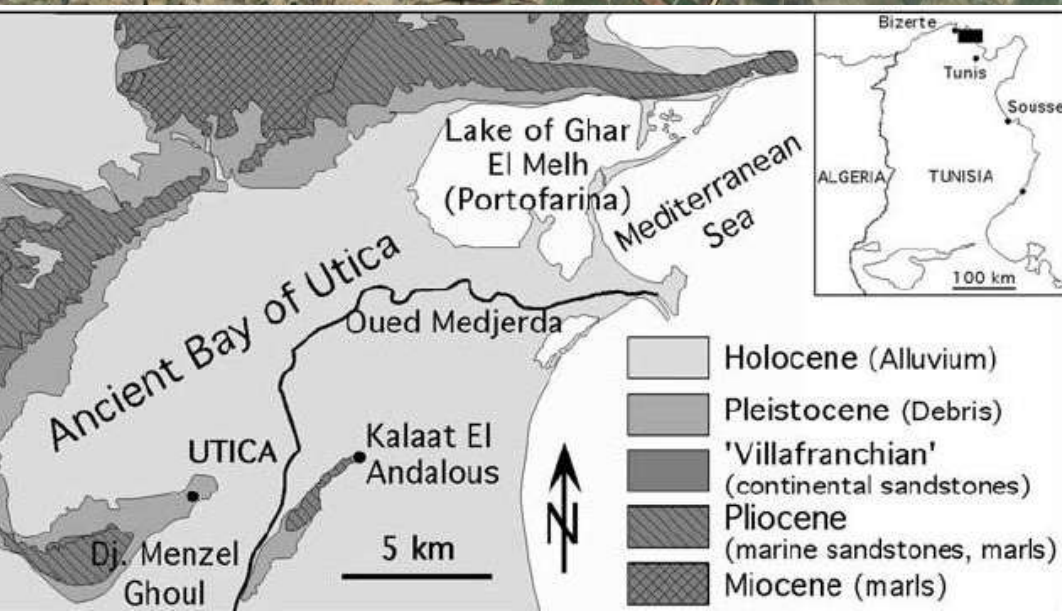 Bizerte
Tunis
Sousse
ALGERIA
TUNISIA
100 km
Lake of Ghar
El Melh
(Portofarina)
Mediterranean
Sea
Ancient Bay of Utica
Oued Medjerda
UTICA
Kalaat El
Andalous
Dj. Menzel
Ghoul
5 km
N
Holocene (Alluvium)
Pleistocene (Debris)
'Villafranchian'
(continental sandstones)
Pliocene
(marine sandstones, marls)
Miocene (marls)